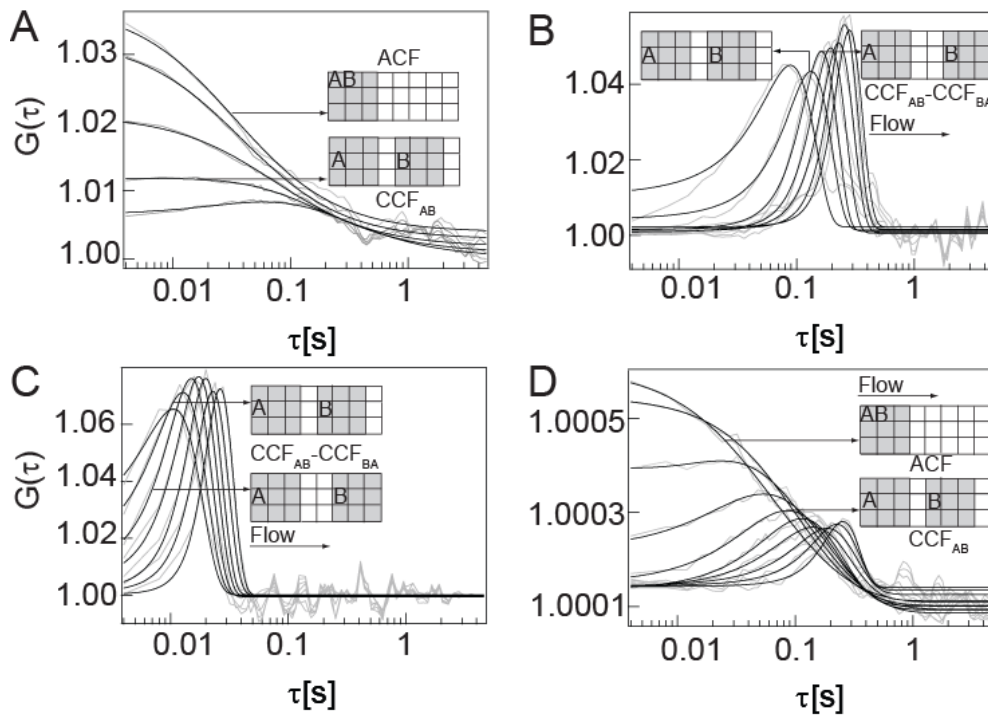 A
G(τ)
1.03
1.02
1.01
1.00
ACF
AB
A B
CCF_AB
0.01 0.1 1
τ[s]
B
1.04
1.02
1.00
A B
A B
CCF_AB-CCF_BA
Flow
0.01 0.1 1
τ[s]
C
G(τ)
1.06
1.04
1.02
1.00
A B
CCF_AB-CCF_BA
A B
Flow
0.01 0.1 1
τ[s]
D
1.0005
1.0003
1.0001
Flow
AB
ACF
A B
CCF_AB
0.01 0.1 1
τ[s]